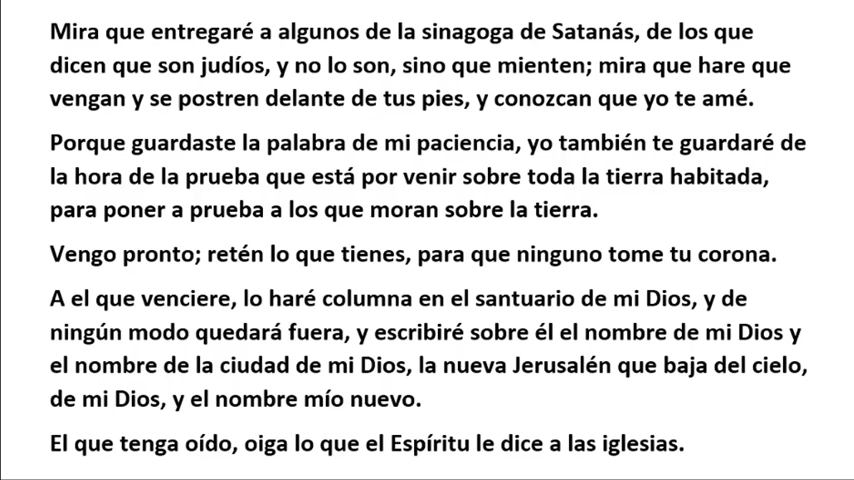 Mira que entregaré a algunos de la sinagoga de Satanás, de los que
dicen que son judíos, y no lo son, sino que mienten; mira que hare que
vengan y se postren delante de tus pies, y conozcan que yo te amé.
Porque guardaste la palabra de mi paciencia, yo también te guardaré de
la hora de la prueba que está por venir sobre toda la tierra habitada,
para poner a prueba a los que moran sobre la tierra.
Vengo pronto; retén lo que tienes, para que ninguno tome tu corona.
A el que venciere, lo haré columna en el santuario de mi Dios, y de
ningún modo quedará fuera, y escribiré sobre él el nombre de mi Dios y
el nombre de la ciudad de mi Dios, la nueva Jerusalén que baja del cielo,
de mi Dios, y el nombre mío nuevo.
El que tenga oído, oiga lo que el Espíritu le dice a las iglesias.